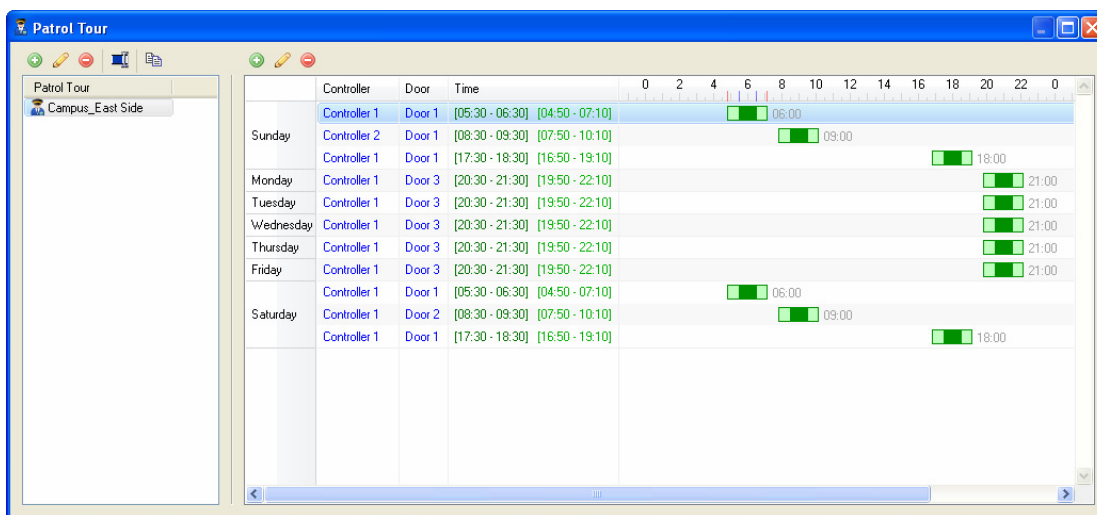 Patrol Tour
Patrol Tour
Campus_East Side
Controller Door Time 0 2 4 6 8 10 12 14 16 18 20 22 0
Controller 1 Door 1 [05:30 - 06:30] [04:50 - 07:10] 06:00
Sunday Controller 2 Door 1 [08:30 - 09:30] [07:50 - 10:10] 09:00
Controller 1 Door 1 [17:30 - 18:30] [16:50 - 19:10] 18:00
Monday Controller 1 Door 3 [20:30 - 21:30] [19:50 - 22:10] 21:00
Tuesday Controller 1 Door 3 [20:30 - 21:30] [19:50 - 22:10] 21:00
Wednesday Controller 1 Door 3 [20:30 - 21:30] [19:50 - 22:10] 21:00
Thursday Controller 1 Door 3 [20:30 - 21:30] [19:50 - 22:10] 21:00
Friday Controller 1 Door 3 [20:30 - 21:30] [19:50 - 22:10] 21:00
Controller 1 Door 1 [05:30 - 06:30] [04:50 - 07:10] 06:00
Saturday Controller 1 Door 2 [08:30 - 09:30] [07:50 - 10:10] 09:00
Controller 1 Door 1 [17:30 - 18:30] [16:50 - 19:10] 18:00